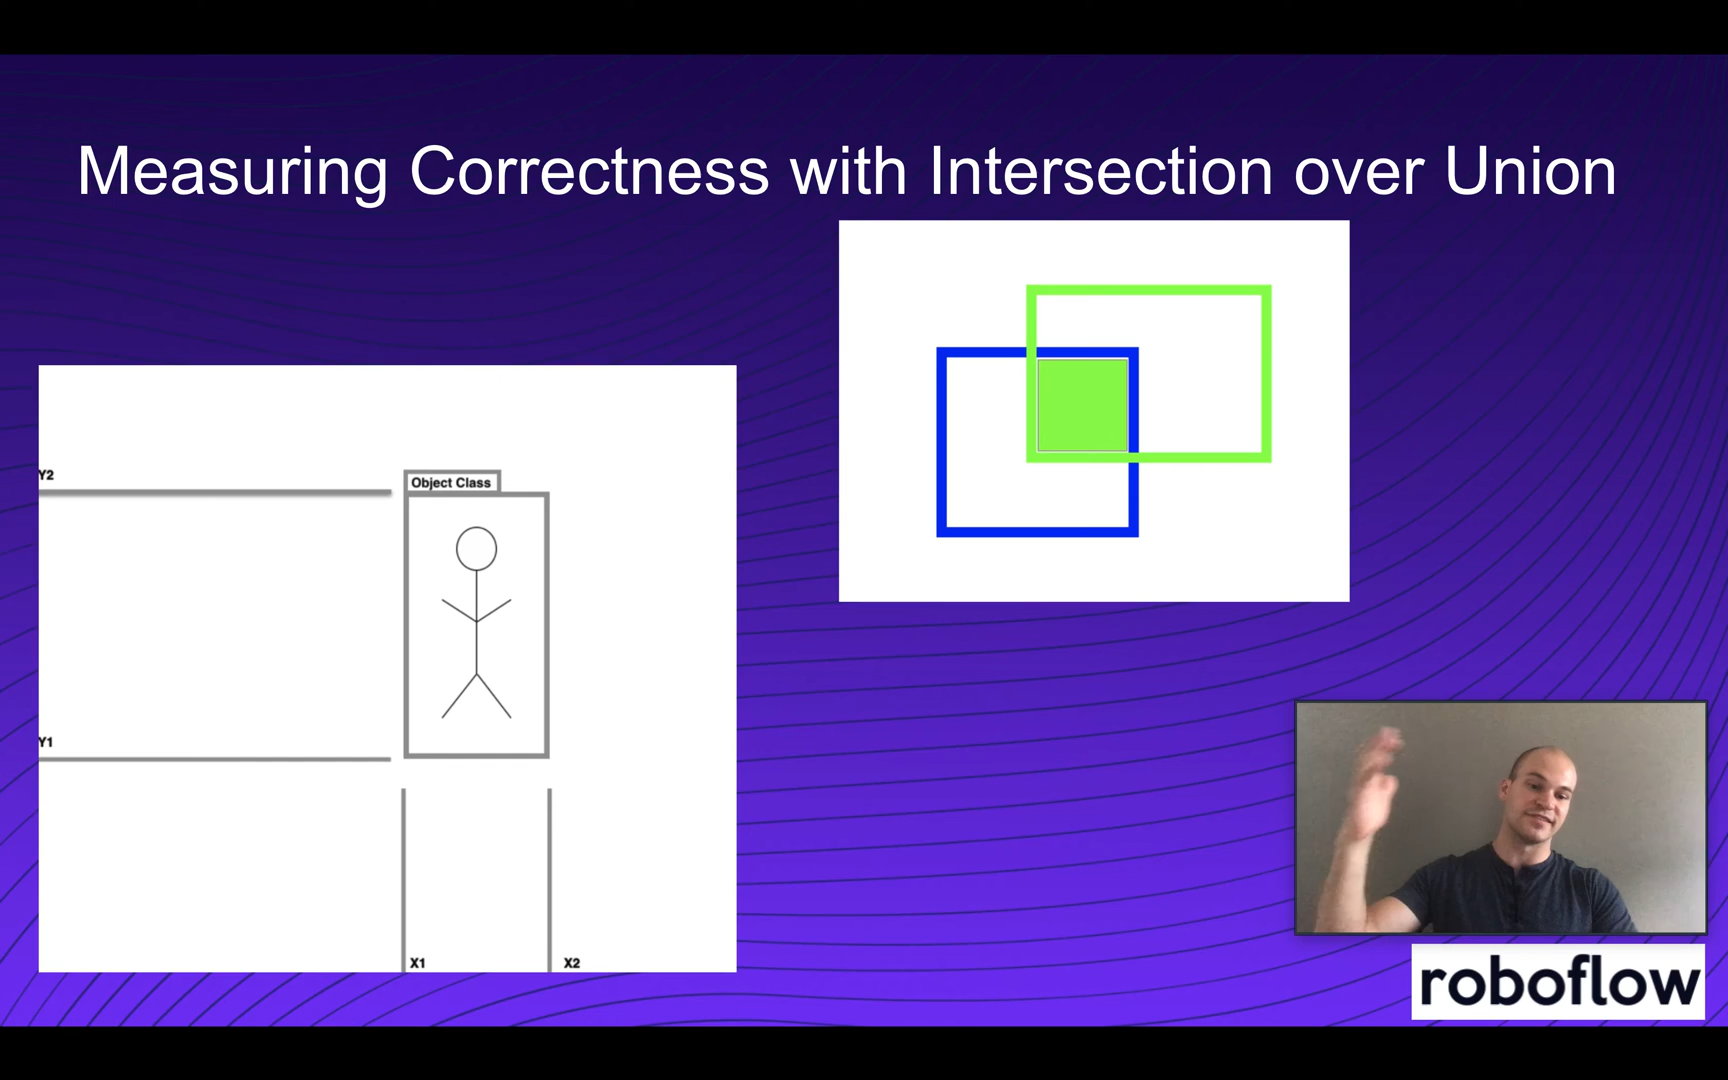 Measuring Correctness with Intersection over Union
Y2
Object Class
Y1
X1
X2
roboflow